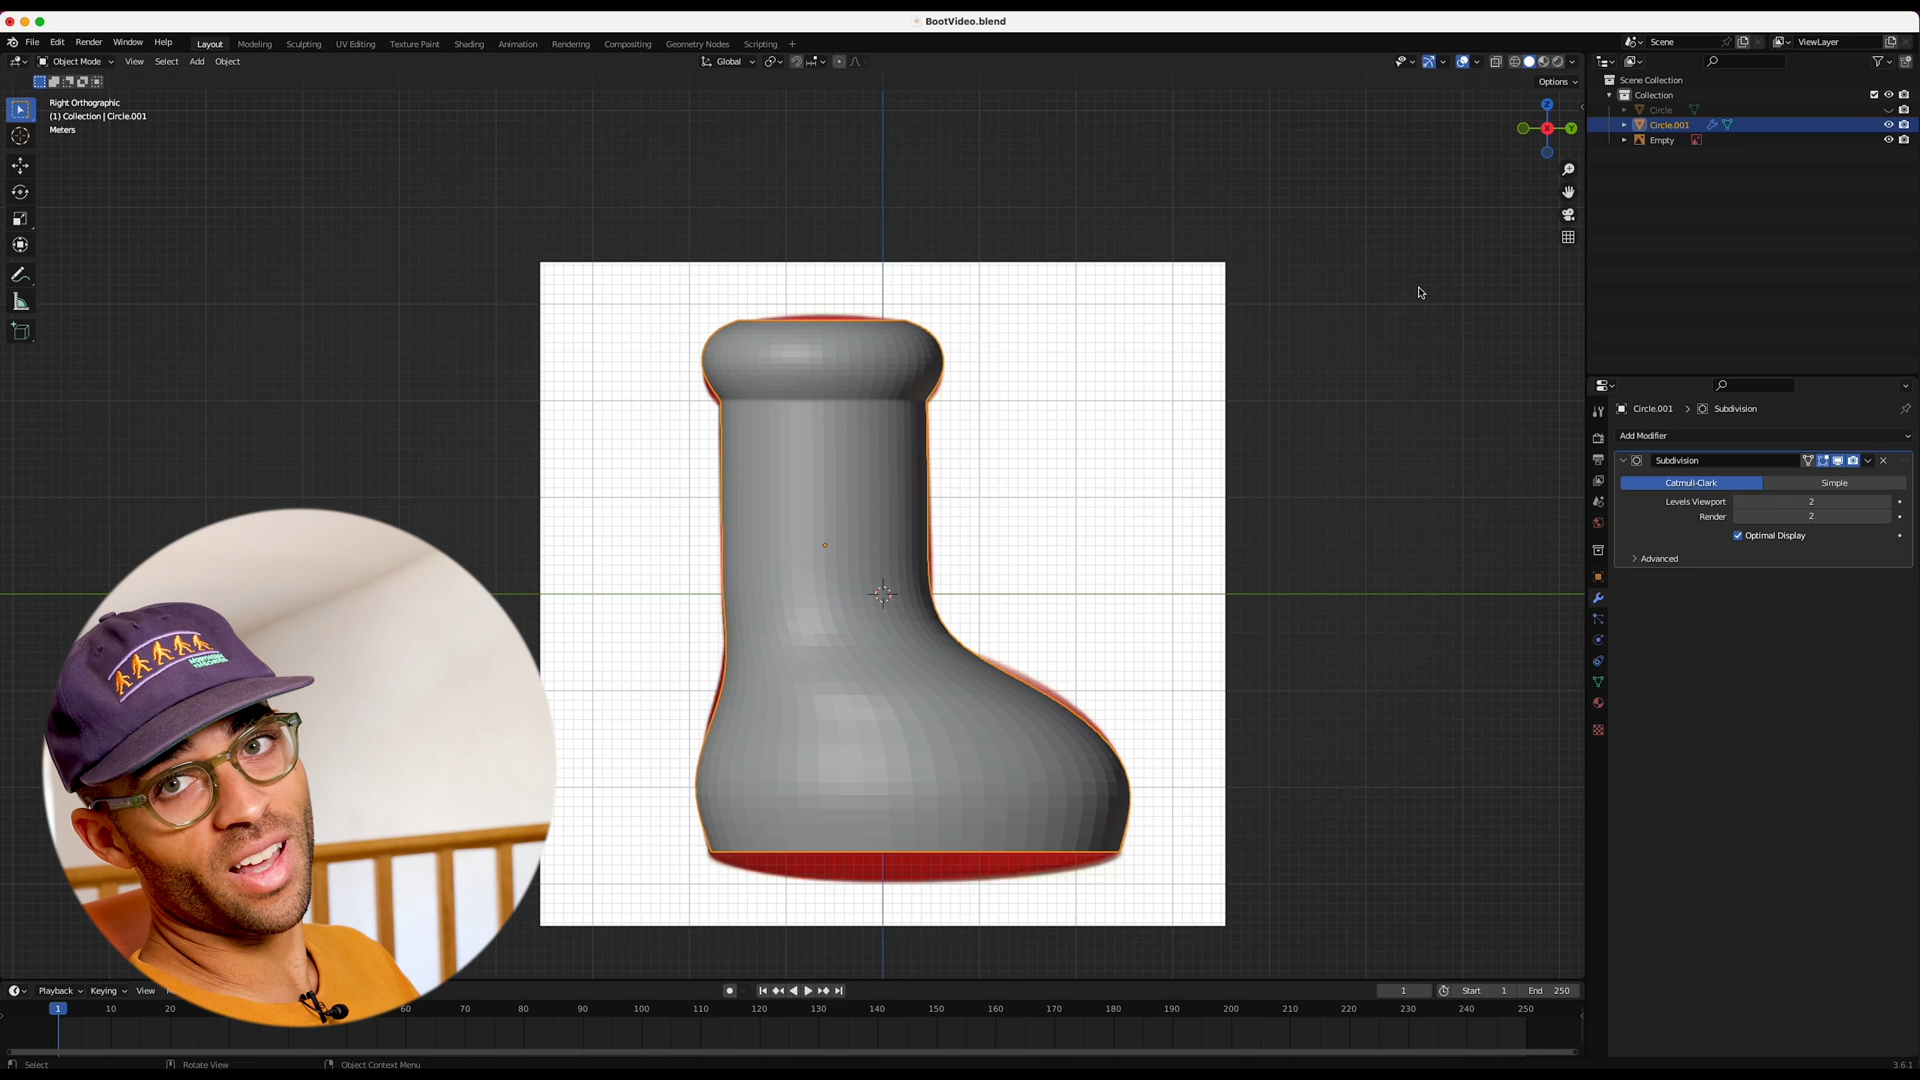 BootVideo.blend
File Edit Render Window Help Layout Modeling Sculpting UV Editing Texture Paint Shading Animation Rendering Compositing Geometry Nodes Scripting + Scene ViewLayer
Object Mode View Select Add Object Global
Options
Right Orthographic
(1) Collection | Circle.001
Meters
Z
X
Y
Scene Collection
Collection
Circle
Circle.001
Empty
Circle.001 > Subdivision
Add Modifier
Subdivision
Catmull-Clark Simple
Levels Viewport 2
Render 2
Optimal Display
Advanced
Playback Keying View 1 Start 1 End 250
1 10 20 60 70 80 90 100 110 120 130 140 150 160 170 180 190 200 210 220 230 240 250
Select Rotate View Object Context Menu 3.6.1